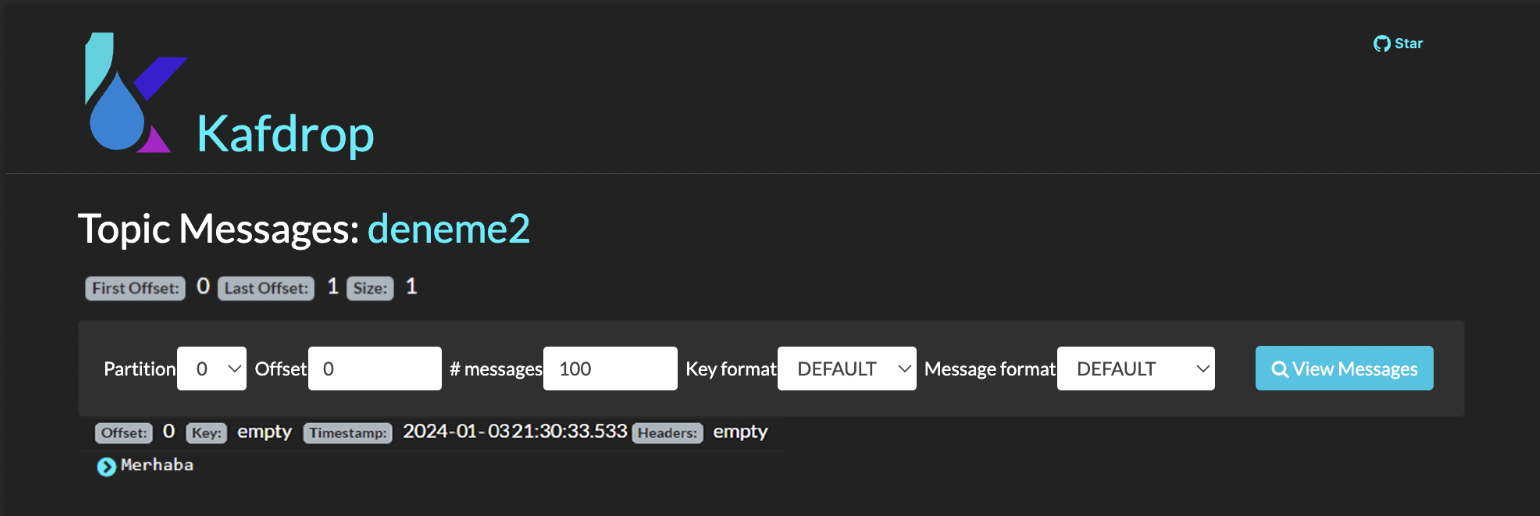 Star
Kafdrop
Topic Messages: deneme2
First Offset: 0 Last Offset: 1 Size: 1
Partition 0 Offset 0 # messages 100 Key format DEFAULT Message format DEFAULT View Messages
Offset: 0 Key: empty Timestamp: 2024-01-03 21:30:33.533 Headers: empty
Merhaba